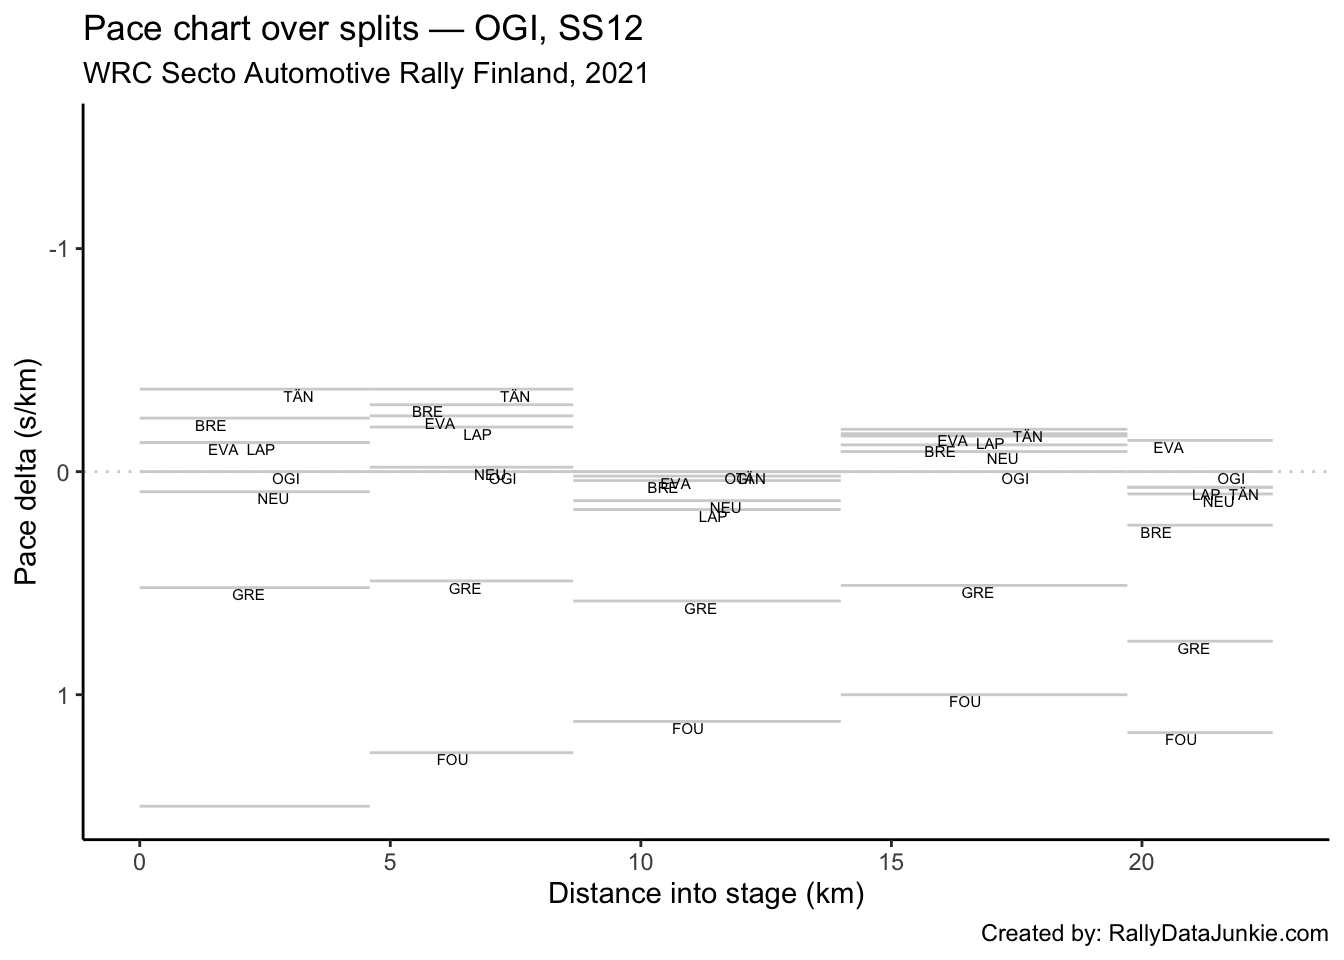 Pace chart over splits — OGI, SS12
WRC Secto Automotive Rally Finland, 2021
Pace delta (s/km)
-1
0
1
TÄN
BRE
EVA LAP
OGI
NEU
GRE
TÄN
BRE
EVA
LAP
NEU
OGI
GRE
FOU
OGI
TÄN
EVA
BRE
NEU
LAP
GRE
FOU
TÄN
EVA
LAP
BRE
NEU
OGI
GRE
FOU
EVA
OGI
LAP TÄN
NEU
BRE
GRE
FOU
0 5 10 15 20
Distance into stage (km)
Created by: RallyDataJunkie.com